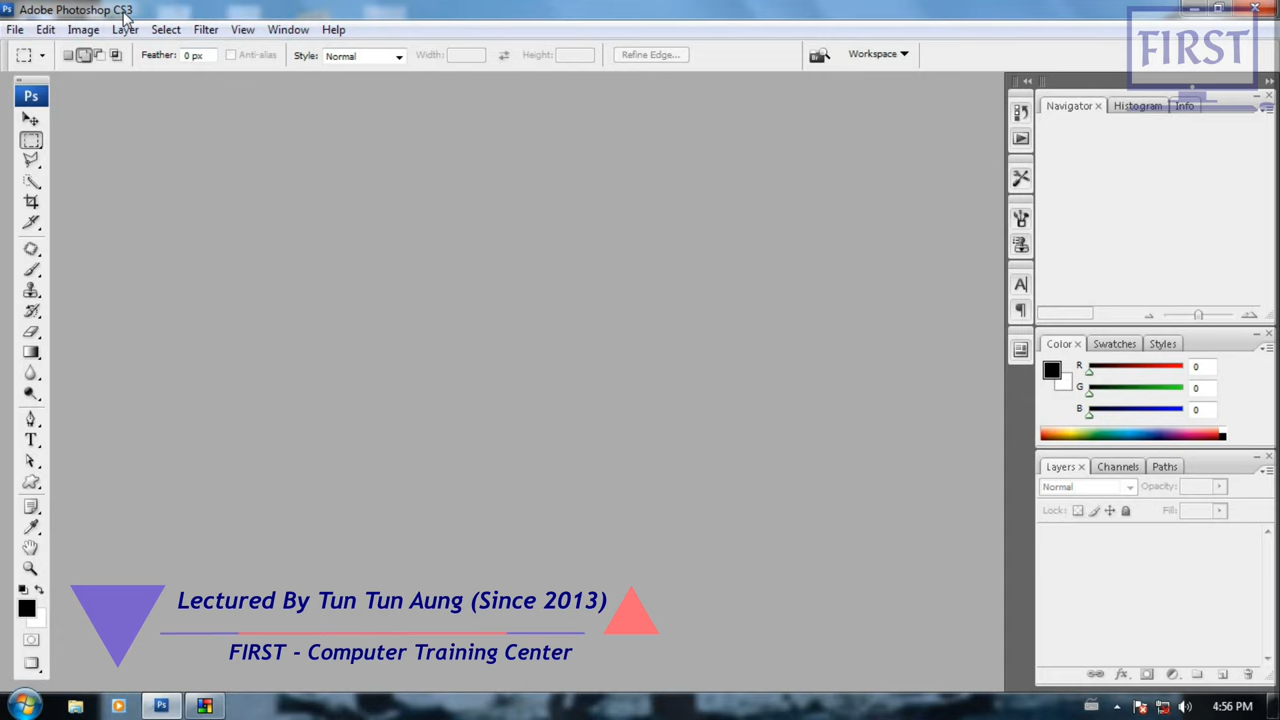 Adobe Photoshop CS3
File Edit Image Layer Select Filter View Window Help
Feather: 0 px Anti-alias Style: Normal Width: Height: Refine Edge... Workspace
FIRST
Ps
Navigator Histogram Info
Color Swatches Styles
R 0
G 0
B 0
Layers Channels Paths
Normal Opacity:
Lock: Fill:
Lectured By Tun Tun Aung (Since 2013)
FIRST - Computer Training Center
4:56 PM